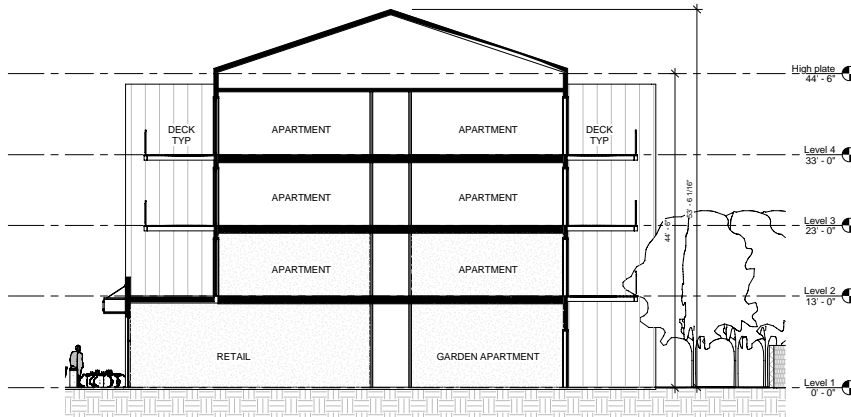 High plate
44' - 6"
DECK
TYP
APARTMENT
APARTMENT
DECK
TYP
Level 4
33' - 0"
APARTMENT
APARTMENT
53' - 6 1/16"
44' - 6"
Level 3
23' - 0"
APARTMENT
APARTMENT
Level 2
13' - 0"
RETAIL
GARDEN APARTMENT
Level 1
0' - 0"